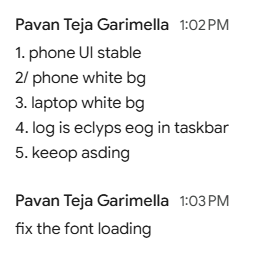 Pavan Teja Garimella 1:02 PM
1. phone UI stable
2/ phone white bg
3. laptop white bg
4. log is eclyps eog in taskbar
5. keeop asding
Pavan Teja Garimella 1:03 PM
fix the font loading